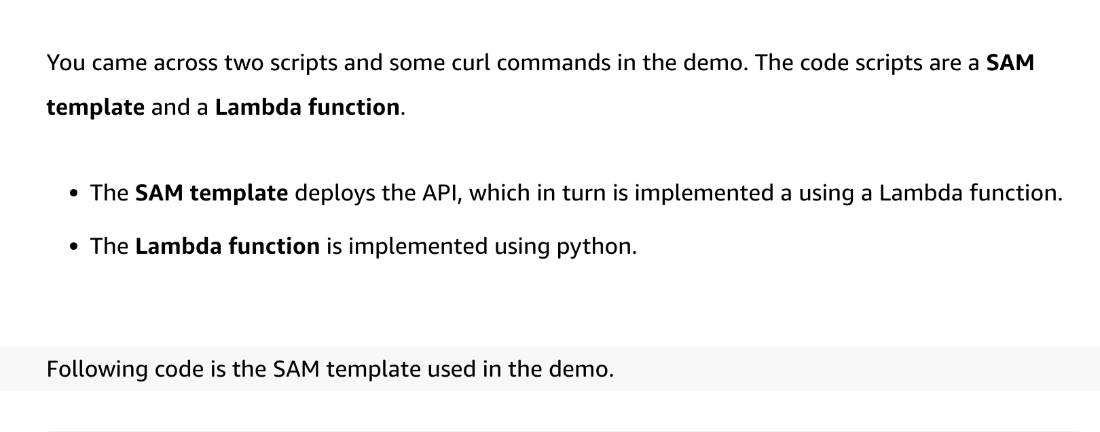 You came across two scripts and some curl commands in the demo. The code scripts are a SAM
template and a Lambda function.
• The SAM template deploys the API, which in turn is implemented a using a Lambda function.
• The Lambda function is implemented using python.
Following code is the SAM template used in the demo.